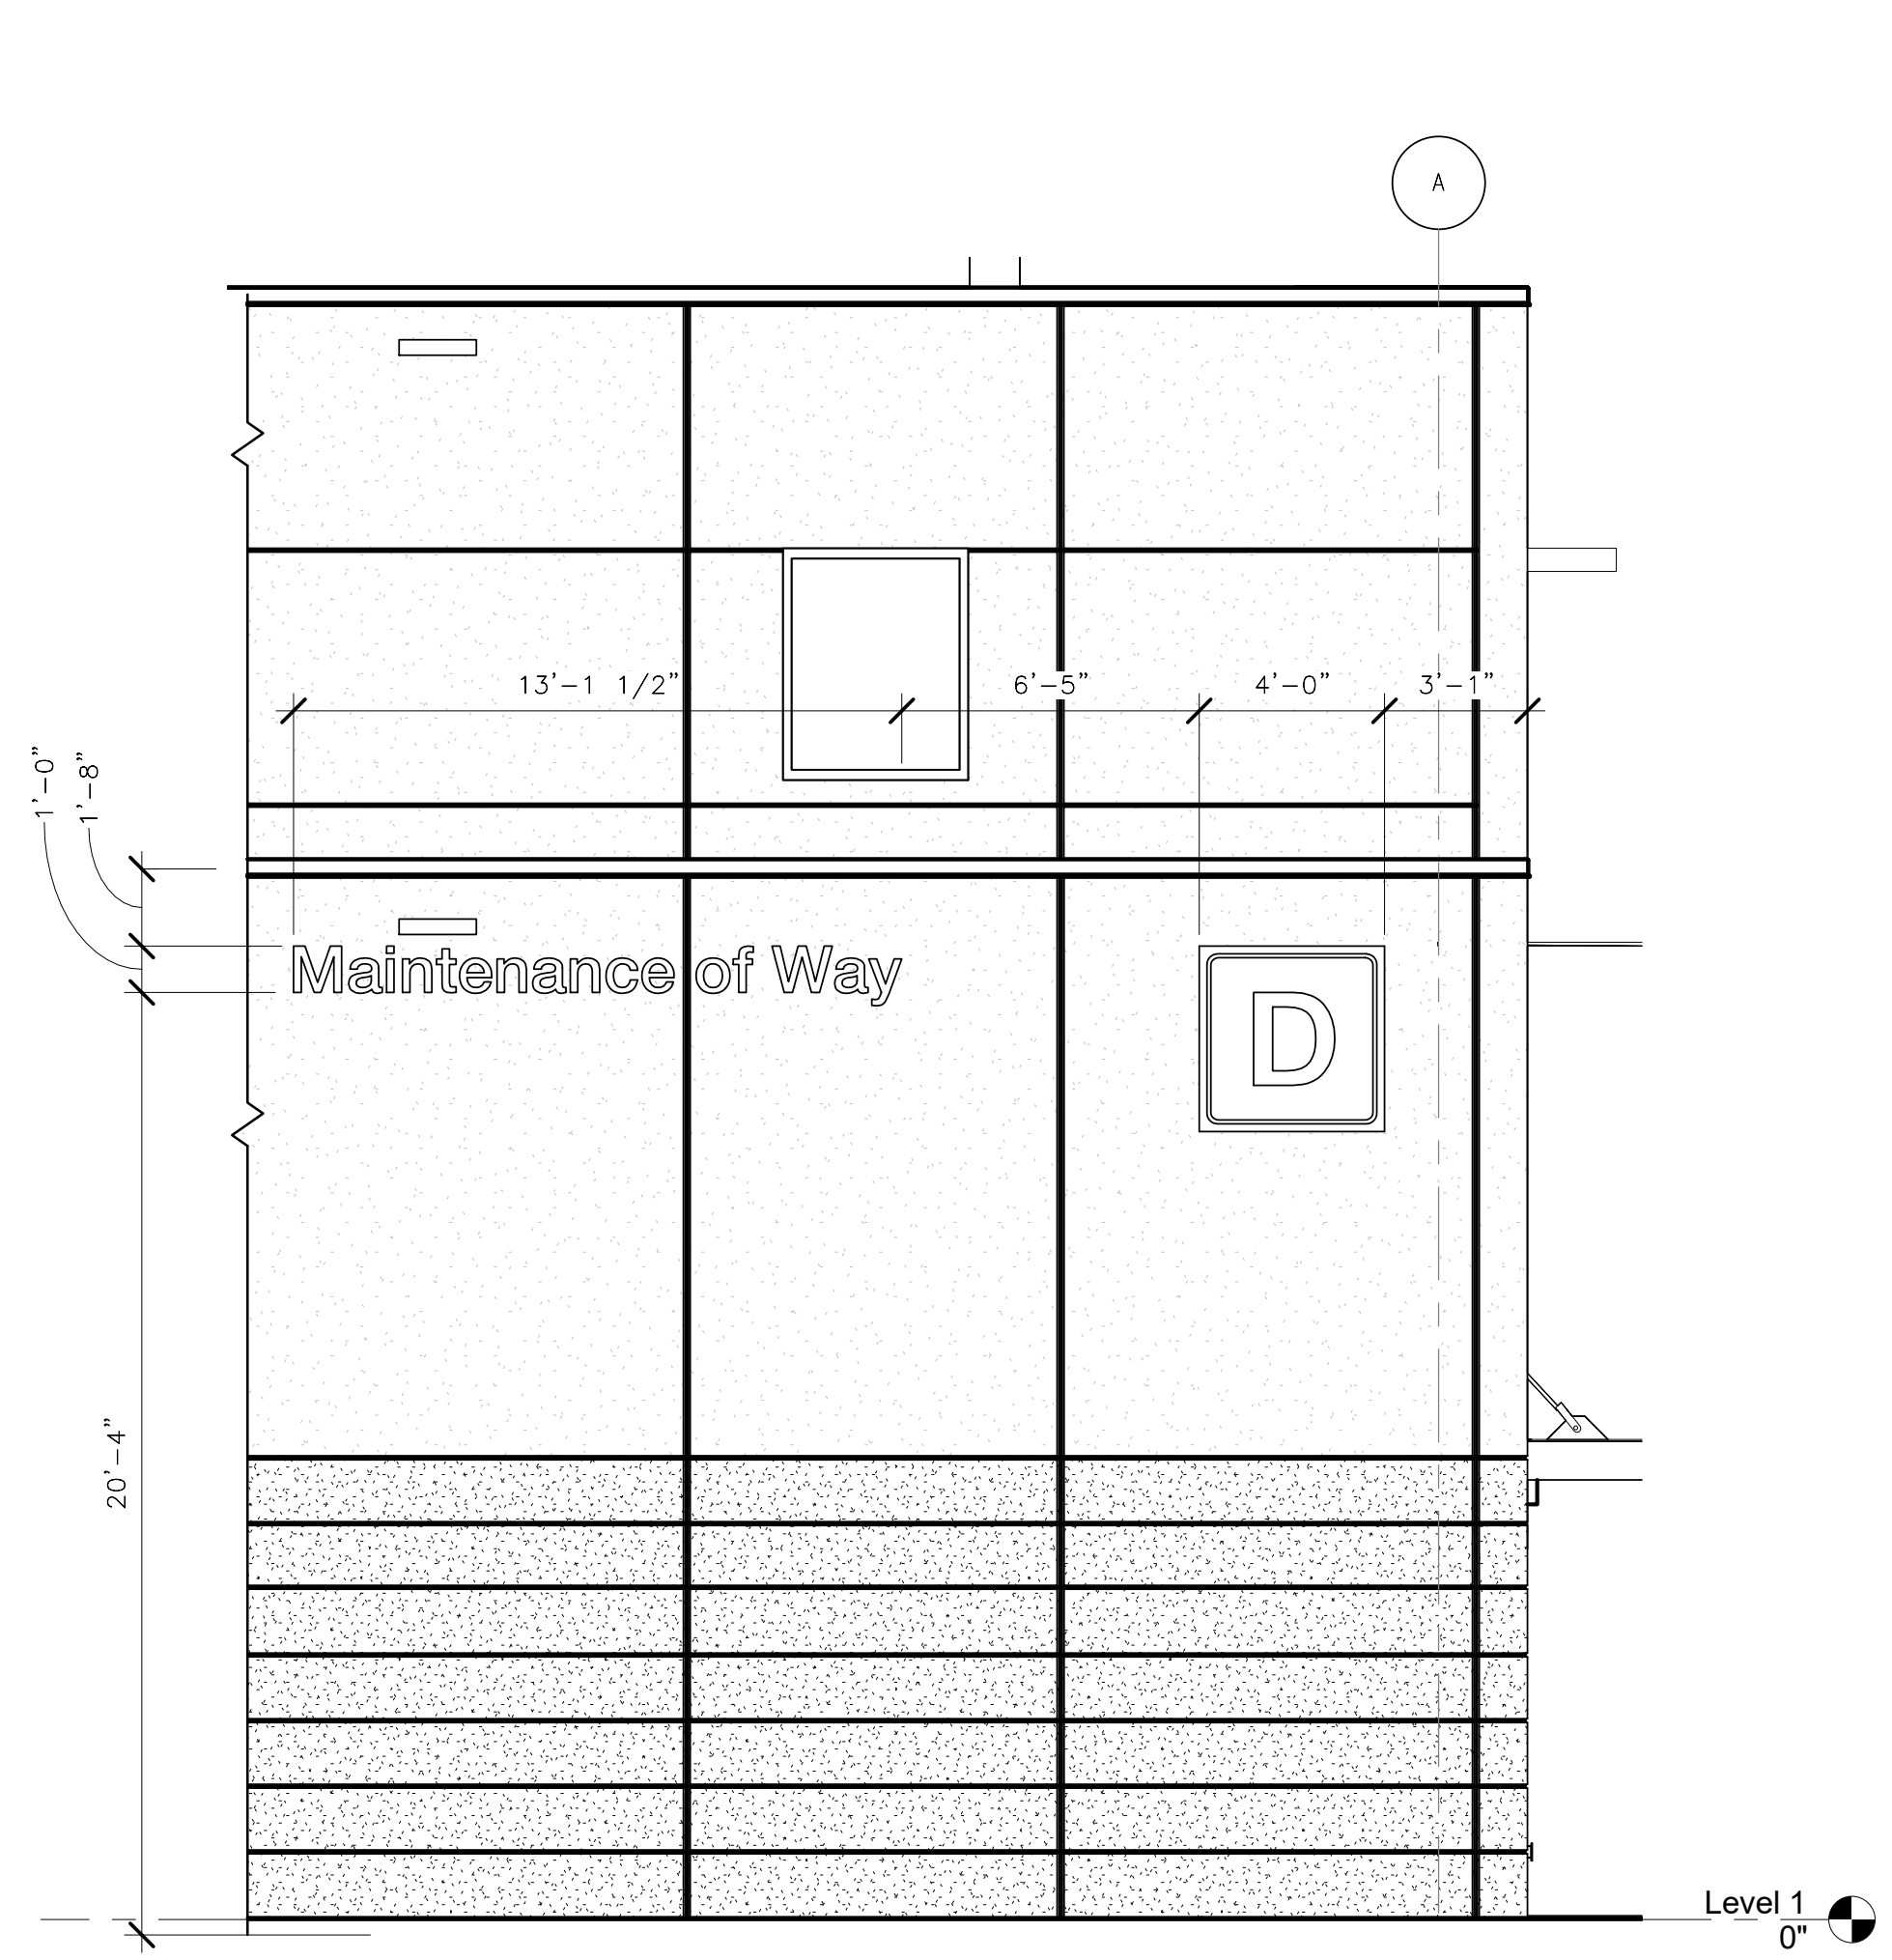 A
13'-1 1/2"
6'-5"
4'-0"
3'-1"
1'-0"
1'-8"
Maintenance of Way
D
20'-4"
Level 1
0"